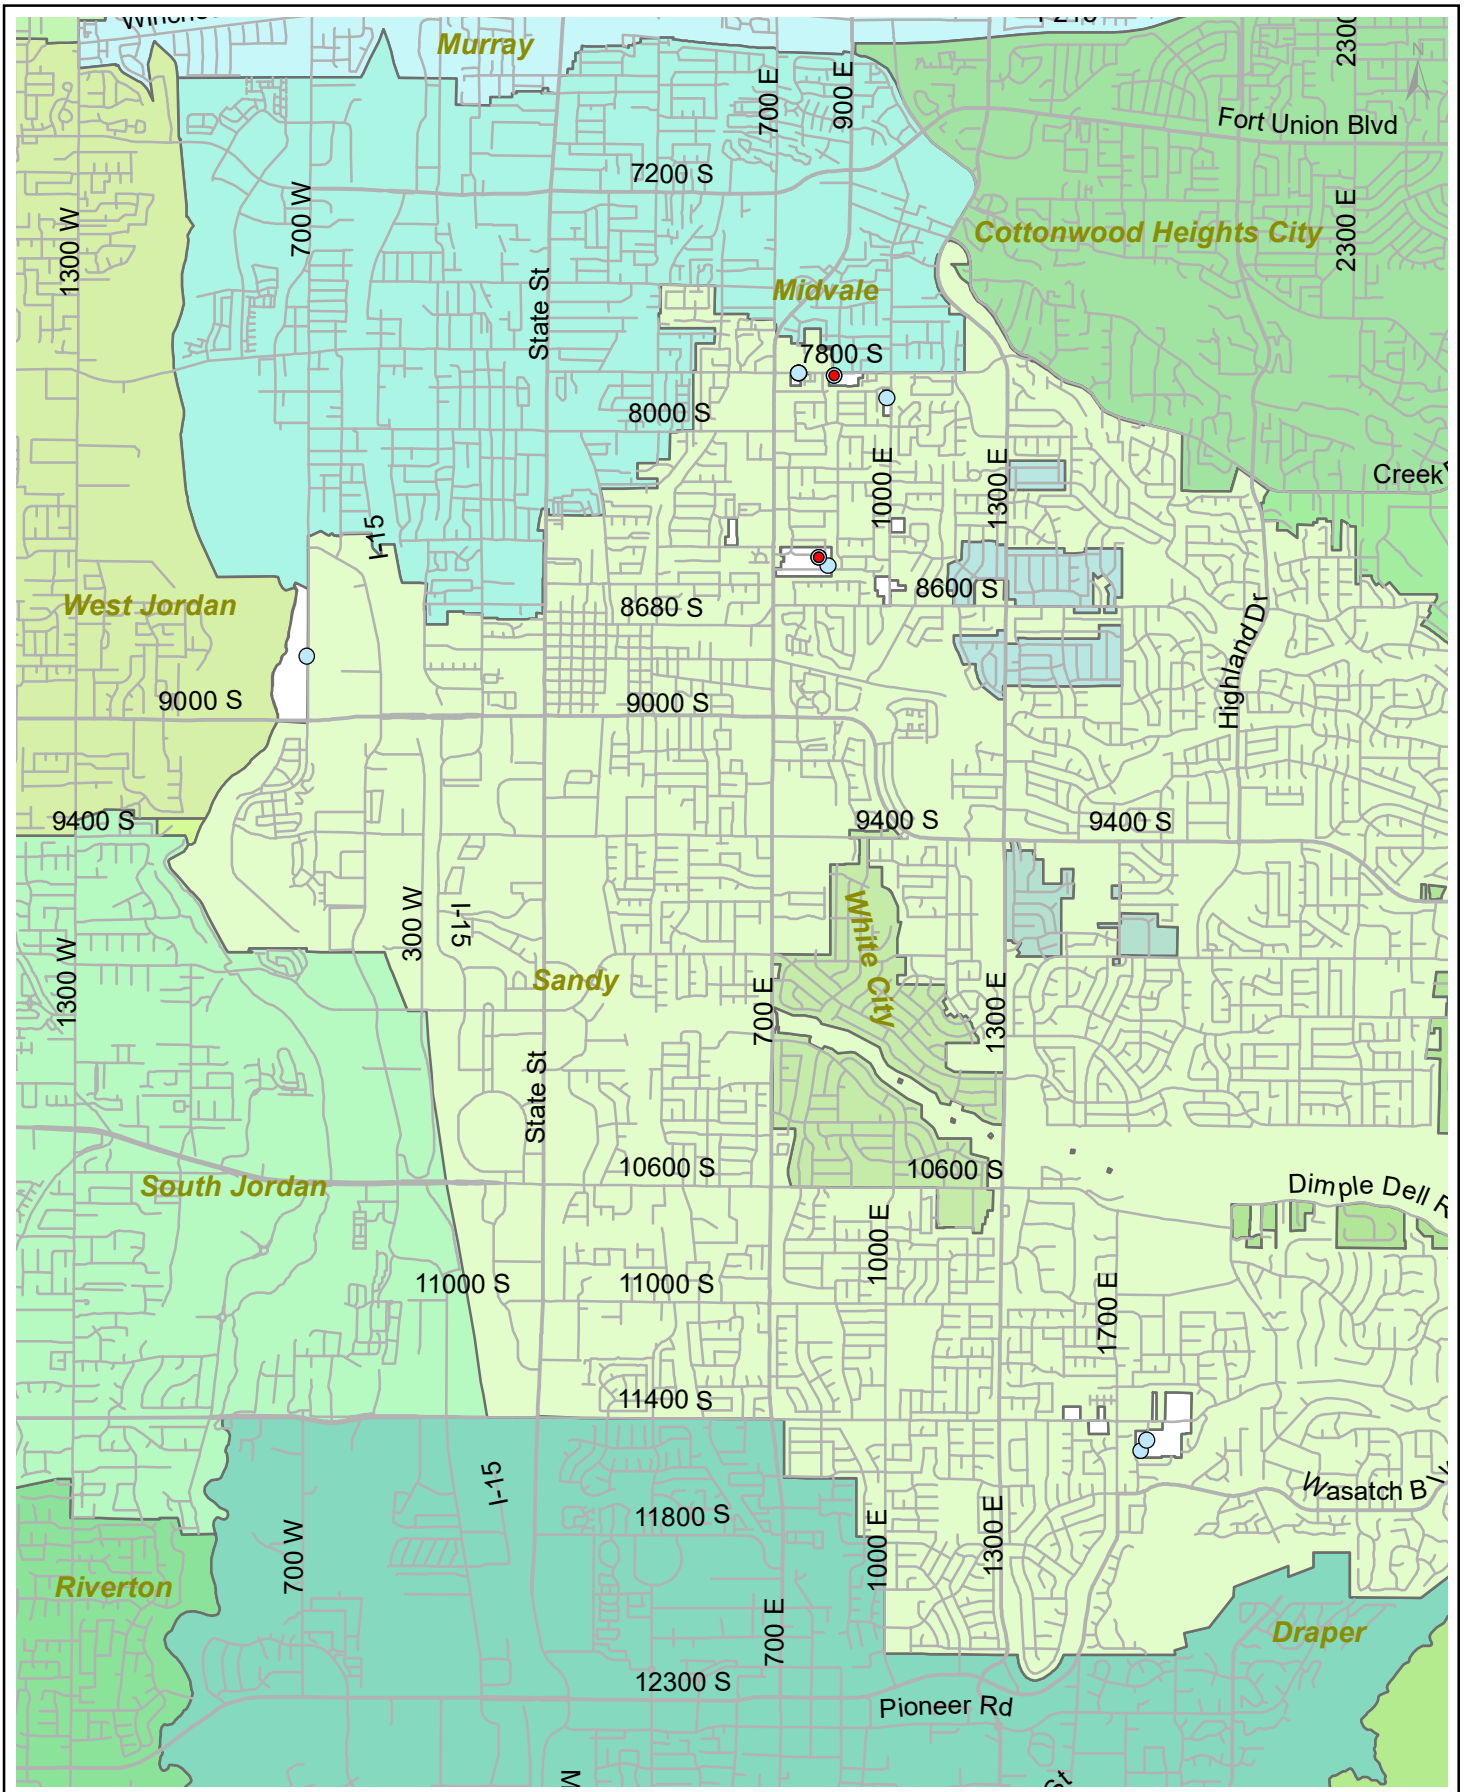 Murray
2300
700 E
900 E
N
Fort Union Blvd
7200 S
1300 W
700 W
2300 E
Cottonwood Heights City
Midvale
State St
7800 S
8000 S
1000 E
1300 E
Creek
I-15
8600 S
West Jordan
8680 S
Highland Dr
9000 S
9000 S
9400 S
9400 S
9400 S
300 W
I-15
White City
1300 W
Sandy
700 E
1300 E
State St
10600 S
10600 S
South Jordan
Dimple Dell R
1000 E
11000 S
11000 S
1700 E
11400 S
I-15
Wasatch B
11800 S
700 W
1000 E
1300 E
Riverton
700 E
Draper
12300 S
Pioneer Rd
M
St